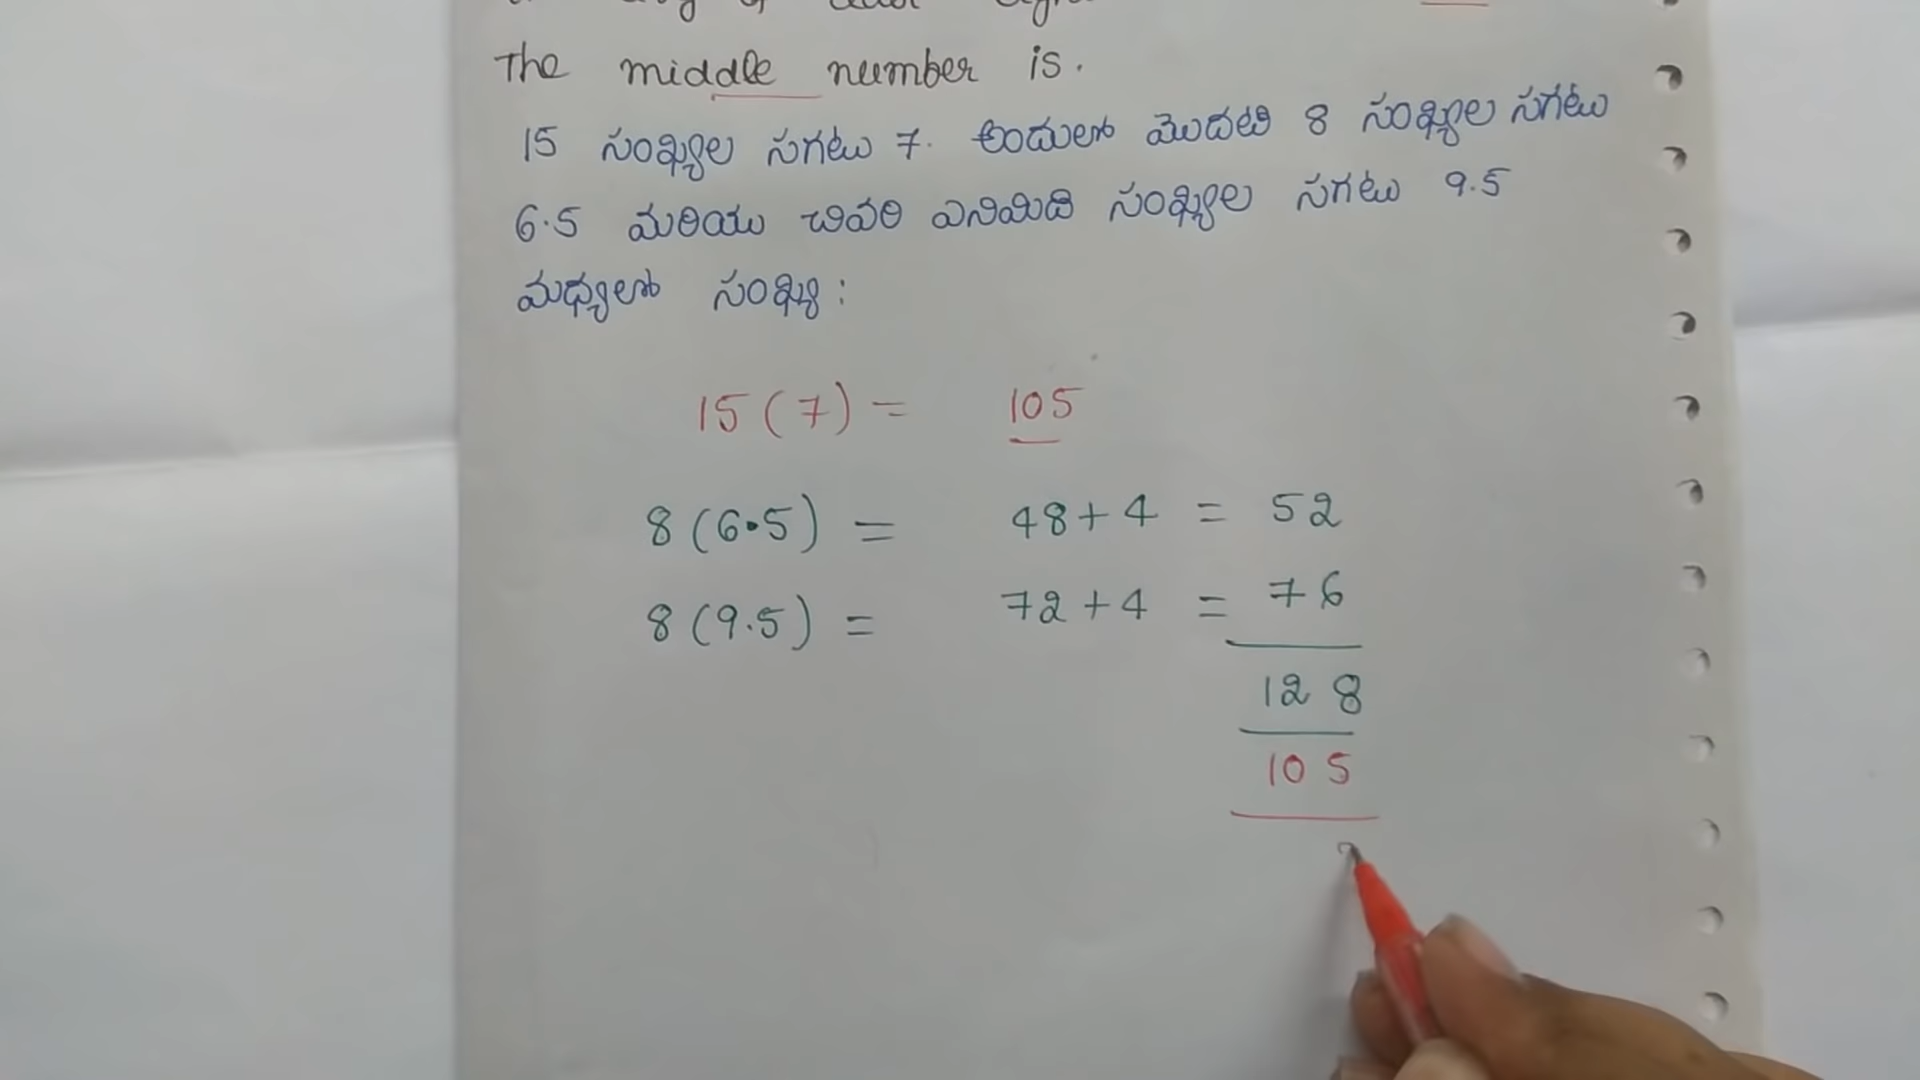 The middle number is.
15 సంఖ్యల సగటు 7. అందులో మొదటి 8 సంఖ్యల సగటు
6.5 మరియు చివరి ఎనిమిది సంఖ్యల సగటు 9.5
మధ్యలో సంఖ్య :
15 (7) = 105
8 (6.5) = 48 + 4 = 52
8 (9.5) = 72 + 4 = 76
128
105